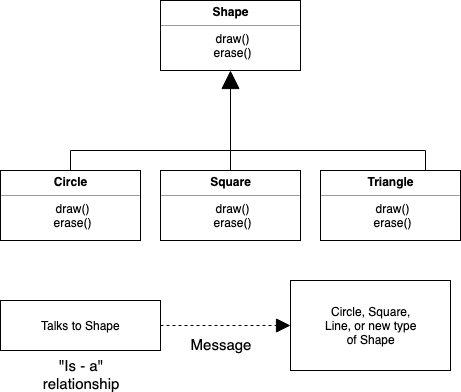 Shape
draw()
erase()
Circle
draw()
erase()
Square
draw()
erase()
Triangle
draw()
erase()
Talks to Shape
Message
Circle, Square,
Line, or new type
of Shape
"Is - a"
relationship